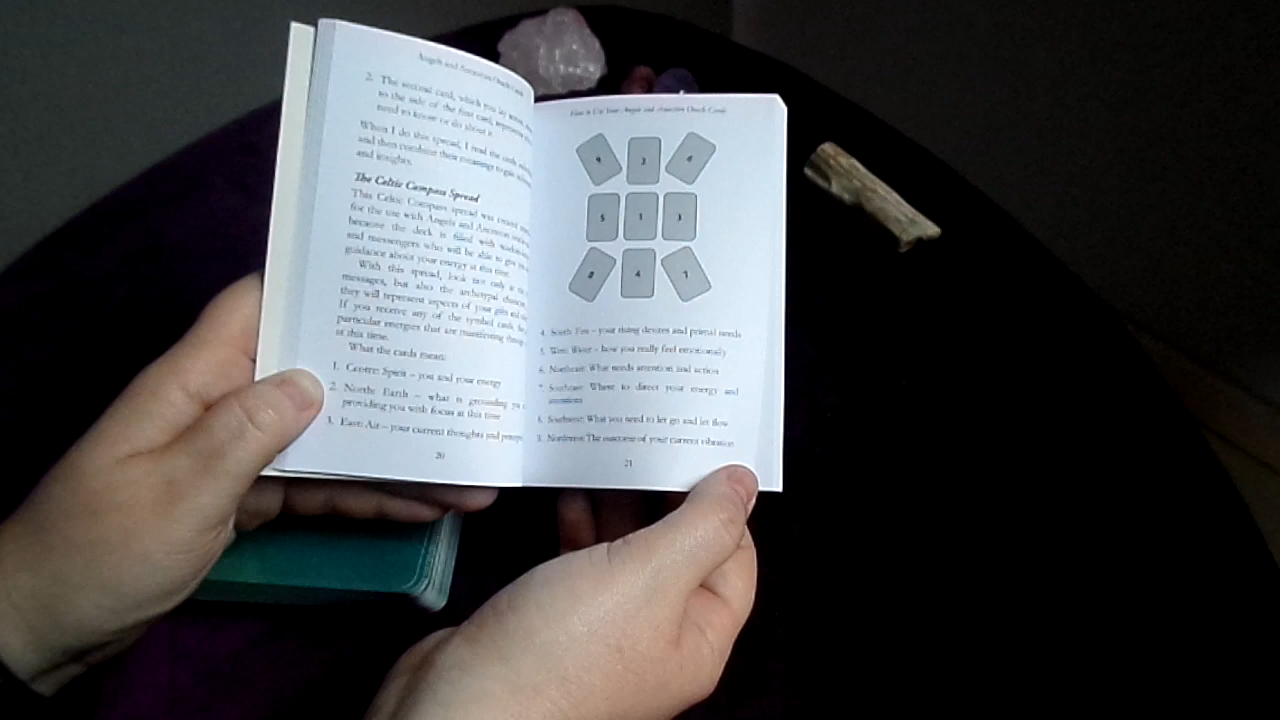 Angels and Ancestors Oracle Cards
2. The second card, which you lay
to the side of the first card, represents
need to know or do about it.
When I do this spread, I read the cards
and then combine their meanings to gain
and insights.
The Celtic Compass Spread
This Celtic Compass spread was created
for the use with Angels and Ancestors
because the deck is filled with wisdom
and messengers who will be able to give you
guidance about your energy at this time.
With this spread, look not only at the
messages, but also the archetypal
they will represent aspects of your gifts and
If you receive any of the symbol cards,
particular energies that are manifesting
at this time.
What the cards mean:
1. Centre: Spirit – you and your energy
2. North: Earth – what is grounding you
providing you with focus at this time
3. East: Air – your current thoughts and
20
How to Use Your Angels and Ancestors Oracle Cards
9 3 6
5 1 3
8 4 7
4. South: Fire – your rising desires and primal needs
5. West: Water – how you really feel emotionally
6. Northeast: What needs attention and action
7. Southeast: Where to direct your energy and
8. Southwest: What you need to let go and let flow
9. Northwest: The outcome of your current vibration
21